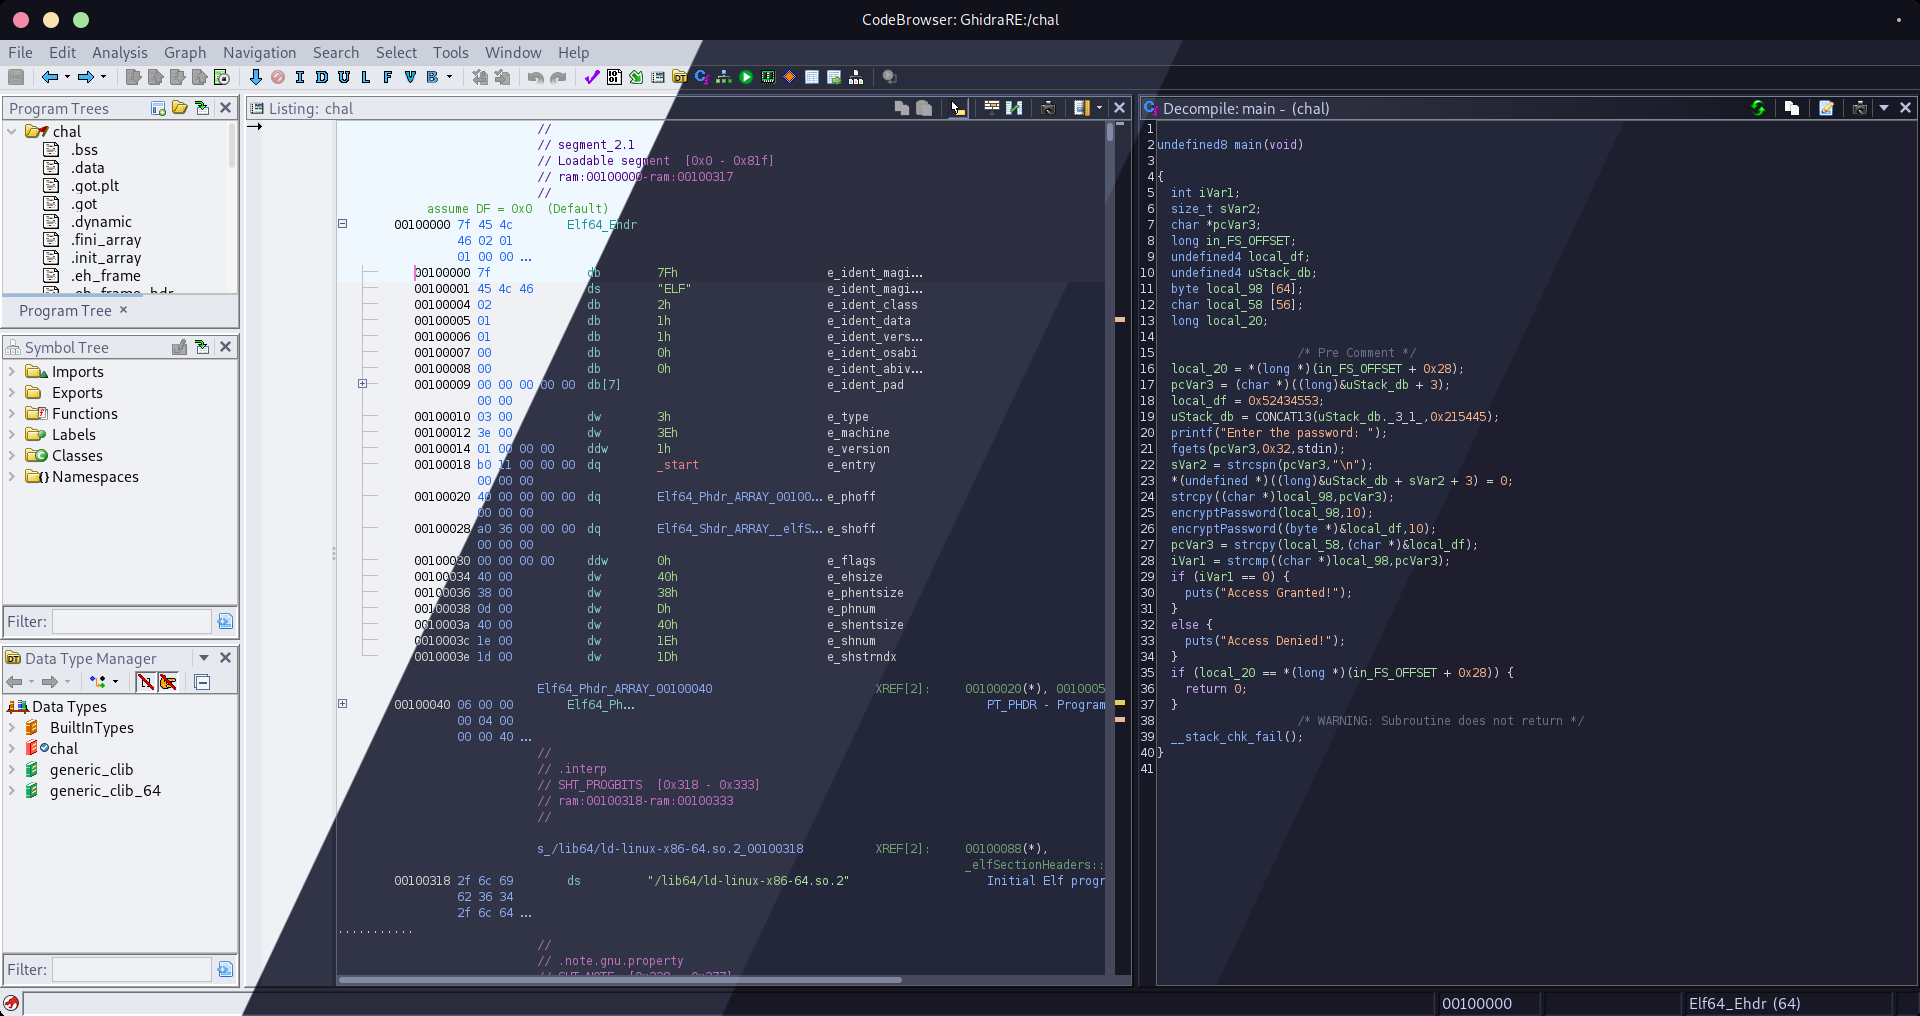 CodeBrowser: GhidraRE:/chal
File Edit Analysis Graph Navigation Search Select Tools Window Help
I D U L F V B
Program Trees
chal
.bss
.data
.got.plt
.got
.dynamic
.fini_array
.init_array
.eh_frame
.eh_frame_hdr
Program Tree ×
Symbol Tree
Imports
Exports
Functions
Labels
Classes
Namespaces
Filter:
Data Type Manager
Data Types
BuiltInTypes
chal
generic_clib
generic_clib_64
Filter:
Listing: chal
//
// segment_2.1
// Loadable segment [0x0 - 0x81f]
// ram:00100000-ram:00100317
//
assume DF = 0x0 (Default)
00100000 7f 45 4c Elf64_Ehdr
46 02 01
01 00 00 ...
00100000 7f db 7Fh e_ident_magi...
00100001 45 4c 46 ds "ELF" e_ident_magi...
00100004 02 db 2h e_ident_class
00100005 01 db 1h e_ident_data
00100006 01 db 1h e_ident_vers...
00100007 00 db 0h e_ident_osabi
00100008 00 db 0h e_ident_abiv...
00100009 00 00 00 00 00 db[7] e_ident_pad
00 00
00100010 03 00 dw 3h e_type
00100012 3e 00 dw 3Eh e_machine
00100014 01 00 00 00 ddw 1h e_version
00100018 b0 11 00 00 00 dq _start e_entry
00 00 00
00100020 40 00 00 00 00 dq Elf64_Phdr_ARRAY_00100... e_phoff
00 00 00
00100028 a0 36 00 00 00 dq Elf64_Shdr_ARRAY__elfS... e_shoff
00 00 00
00100030 00 00 00 00 ddw 0h e_flags
00100034 40 00 dw 40h e_ehsize
00100036 38 00 dw 38h e_phentsize
00100038 0d 00 dw Dh e_phnum
0010003a 40 00 dw 40h e_shentsize
0010003c 1e 00 dw 1Eh e_shnum
0010003e 1d 00 dw 1Dh e_shstrndx
Elf64_Phdr_ARRAY_00100040 XREF[2]: 00100020(*), 0010005
00100040 06 00 00 Elf64_Ph... PT_PHDR - Program
00 04 00
00 00 40 ...
//
// .interp
// SHT_PROGBITS [0x318 - 0x333]
// ram:00100318-ram:00100333
//
s_/lib64/ld-linux-x86-64.so.2_00100318 XREF[2]: 00100088(*),
_elfSectionHeaders::
00100318 2f 6c 69 ds "/lib64/ld-linux-x86-64.so.2" Initial Elf progr
62 36 34
2f 6c 64 ...
...........
//
// .note.gnu.property
// SHT_NOTE [0x338 - 0x377]
Decompile: main - (chal)
1
2 undefined8 main(void)
3
4 {
5 int iVar1;
6 size_t sVar2;
7 char *pcVar3;
8 long in_FS_OFFSET;
9 undefined4 local_df;
10 undefined4 uStack_db;
11 byte local_98 [64];
12 char local_58 [56];
13 long local_20;
14
15 /* Pre Comment */
16 local_20 = *(long *)(in_FS_OFFSET + 0x28);
17 pcVar3 = (char *)((long)&uStack_db + 3);
18 local_df = 0x52434553;
19 uStack_db = CONCAT13(uStack_db._3_1_,0x215445);
20 printf("Enter the password: ");
21 fgets(pcVar3,0x32,stdin);
22 sVar2 = strcspn(pcVar3,"\n");
23 *(undefined *)((long)&uStack_db + sVar2 + 3) = 0;
24 strcpy((char *)local_98,pcVar3);
25 encryptPassword(local_98,10);
26 encryptPassword((byte *)&local_df,10);
27 pcVar3 = strcpy(local_58,(char *)&local_df);
28 iVar1 = strcmp((char *)local_98,pcVar3);
29 if (iVar1 == 0) {
30 puts("Access Granted!");
31 }
32 else {
33 puts("Access Denied!");
34 }
35 if (local_20 == *(long *)(in_FS_OFFSET + 0x28)) {
36 return 0;
37 }
38 /* WARNING: Subroutine does not return */
39 __stack_chk_fail();
40 }
41
00100000
Elf64_Ehdr (64)